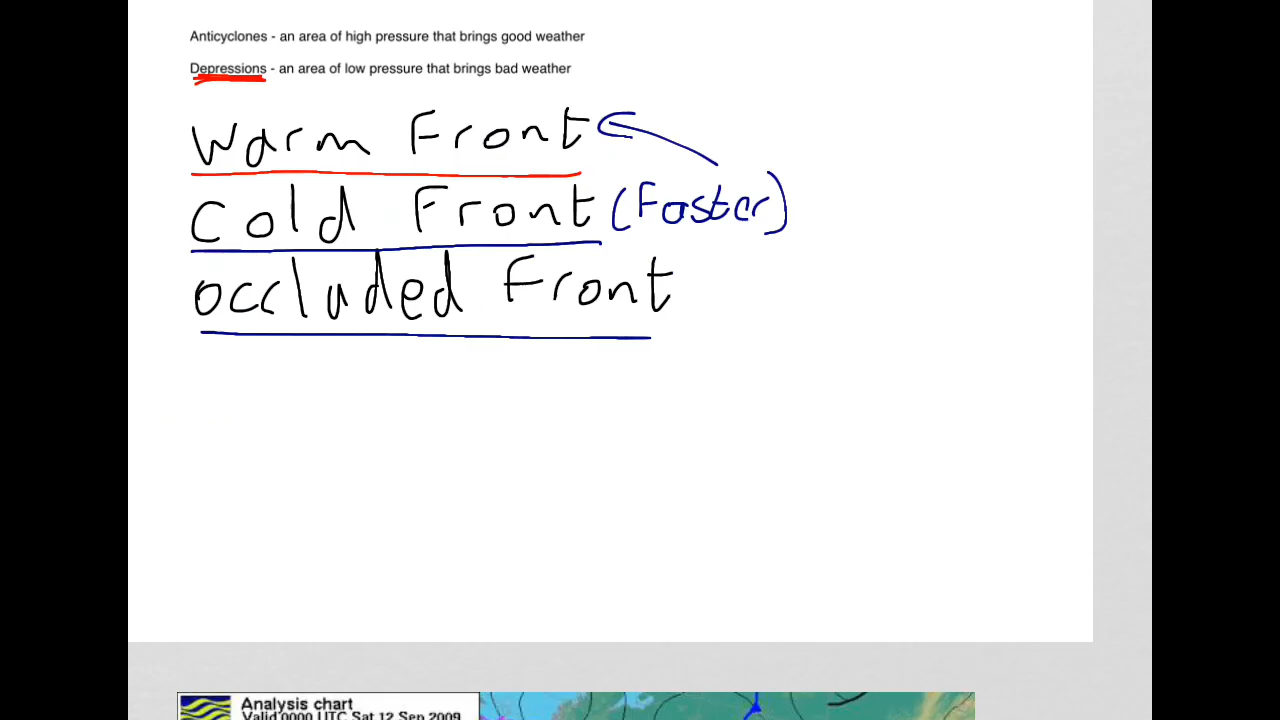 Anticyclones - an area of high pressure that brings good weather
Depressions - an area of low pressure that brings bad weather
Warm Front
Cold Front (Faster)
Occluded Front
Analysis chart
Valid 0000 UTC Sat 12 Sep 2009